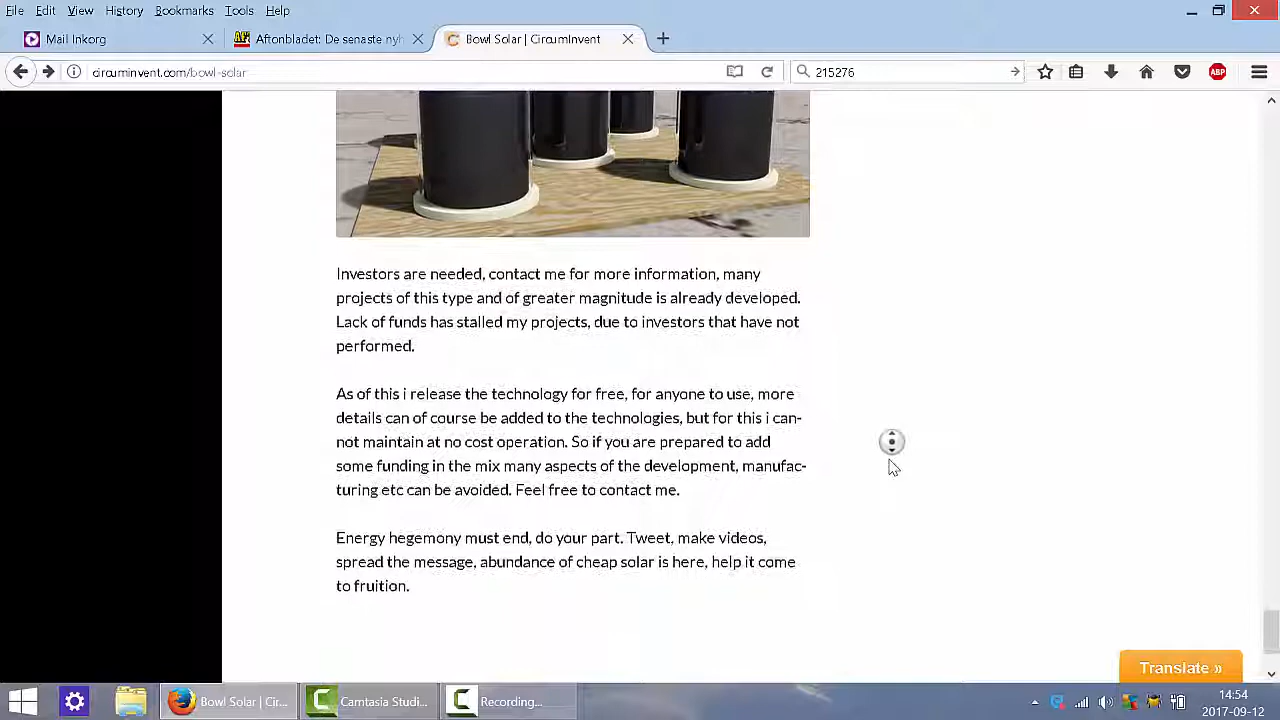 File Edit View History Bookmarks Tools Help
Mail Inkorg
Aftonbladet: De senaste nyh
Bowl Solar | CircumInvent
circuminvent.com/bowl-solar
215276
ABP
Investors are needed, contact me for more information, many
projects of this type and of greater magnitude is already developed.
Lack of funds has stalled my projects, due to investors that have not
performed.
As of this i release the technology for free, for anyone to use, more
details can of course be added to the technologies, but for this i can-
not maintain at no cost operation. So if you are prepared to add
some funding in the mix many aspects of the development, manufac-
turing etc can be avoided. Feel free to contact me.
Energy hegemony must end, do your part. Tweet, make videos,
spread the message, abundance of cheap solar is here, help it come
to fruition.
Translate »
Bowl Solar | Cir...
Camtasia Studi...
Recording...
14:54
2017-09-12